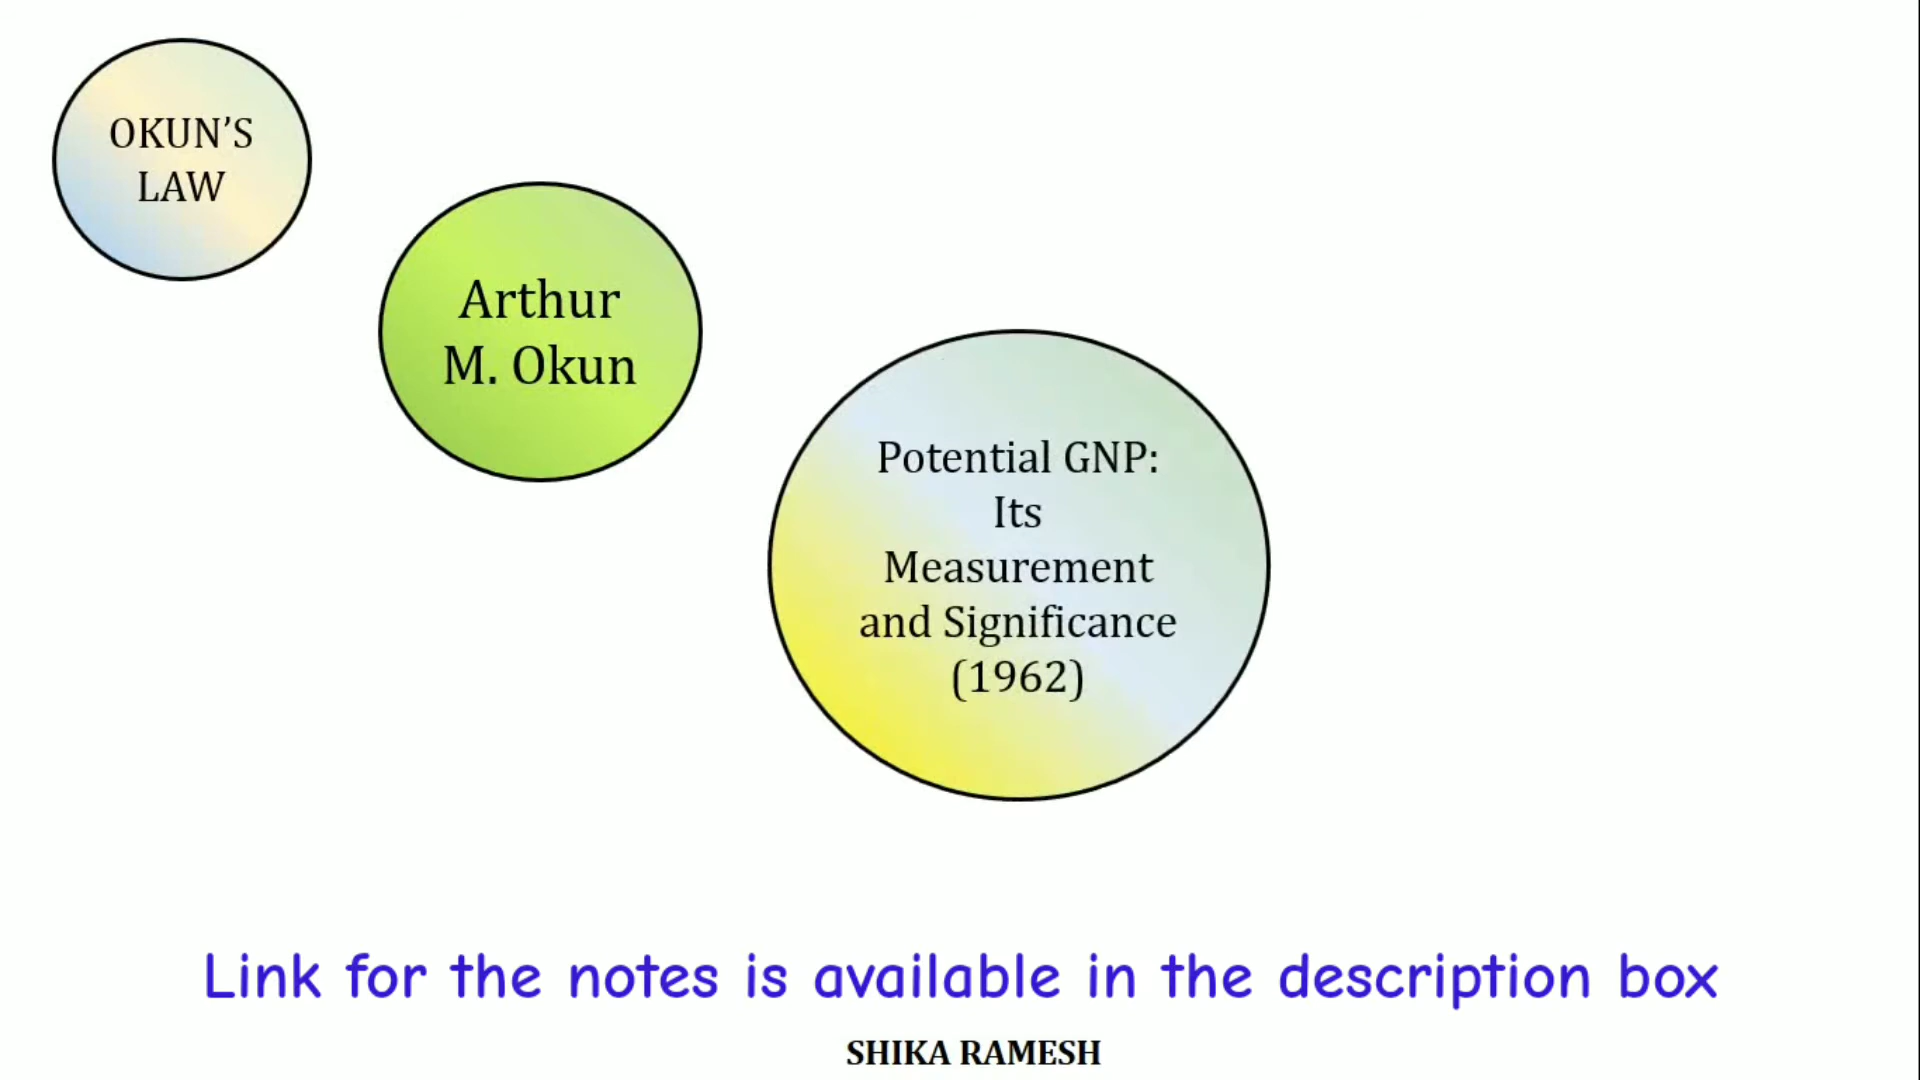 OKUN’S
LAW
Arthur
M. Okun
Potential GNP:
Its
Measurement
and Significance
(1962)
Link for the notes is available in the description box
SHIKA RAMESH